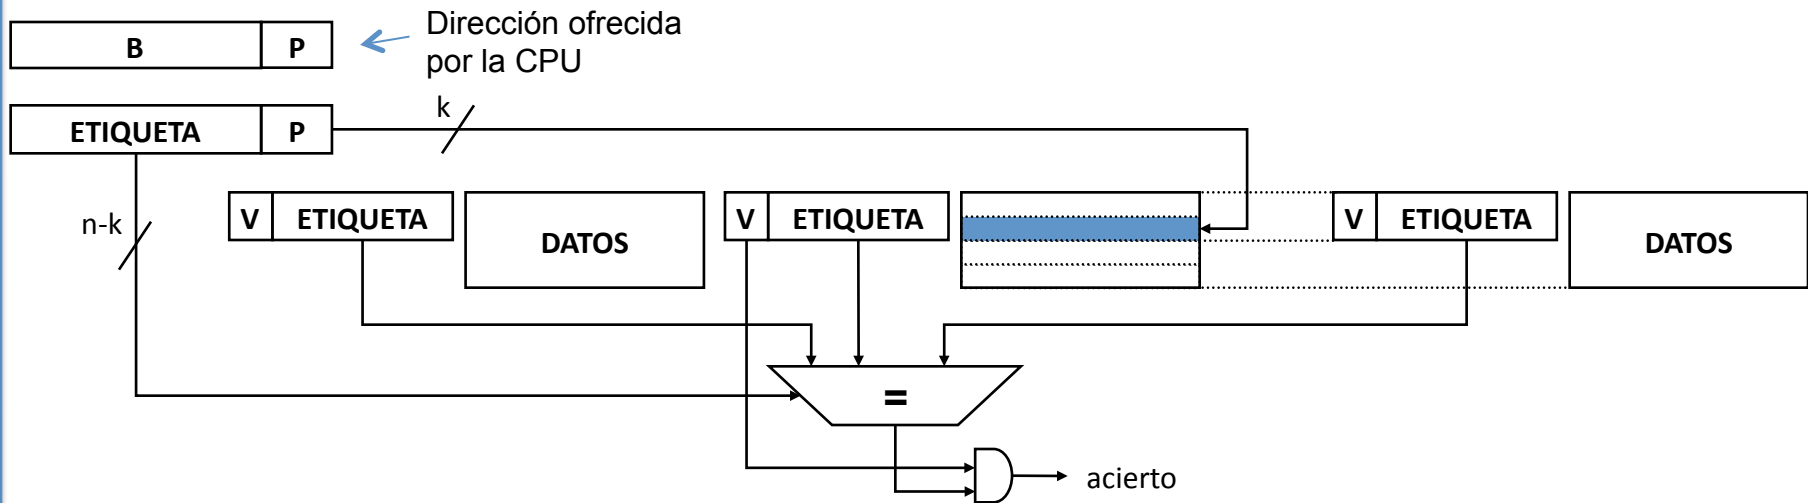 B P
Dirección ofrecida
por la CPU
k
ETIQUETA P
n-k
V ETIQUETA
DATOS
V ETIQUETA
V ETIQUETA
DATOS
=
acierto